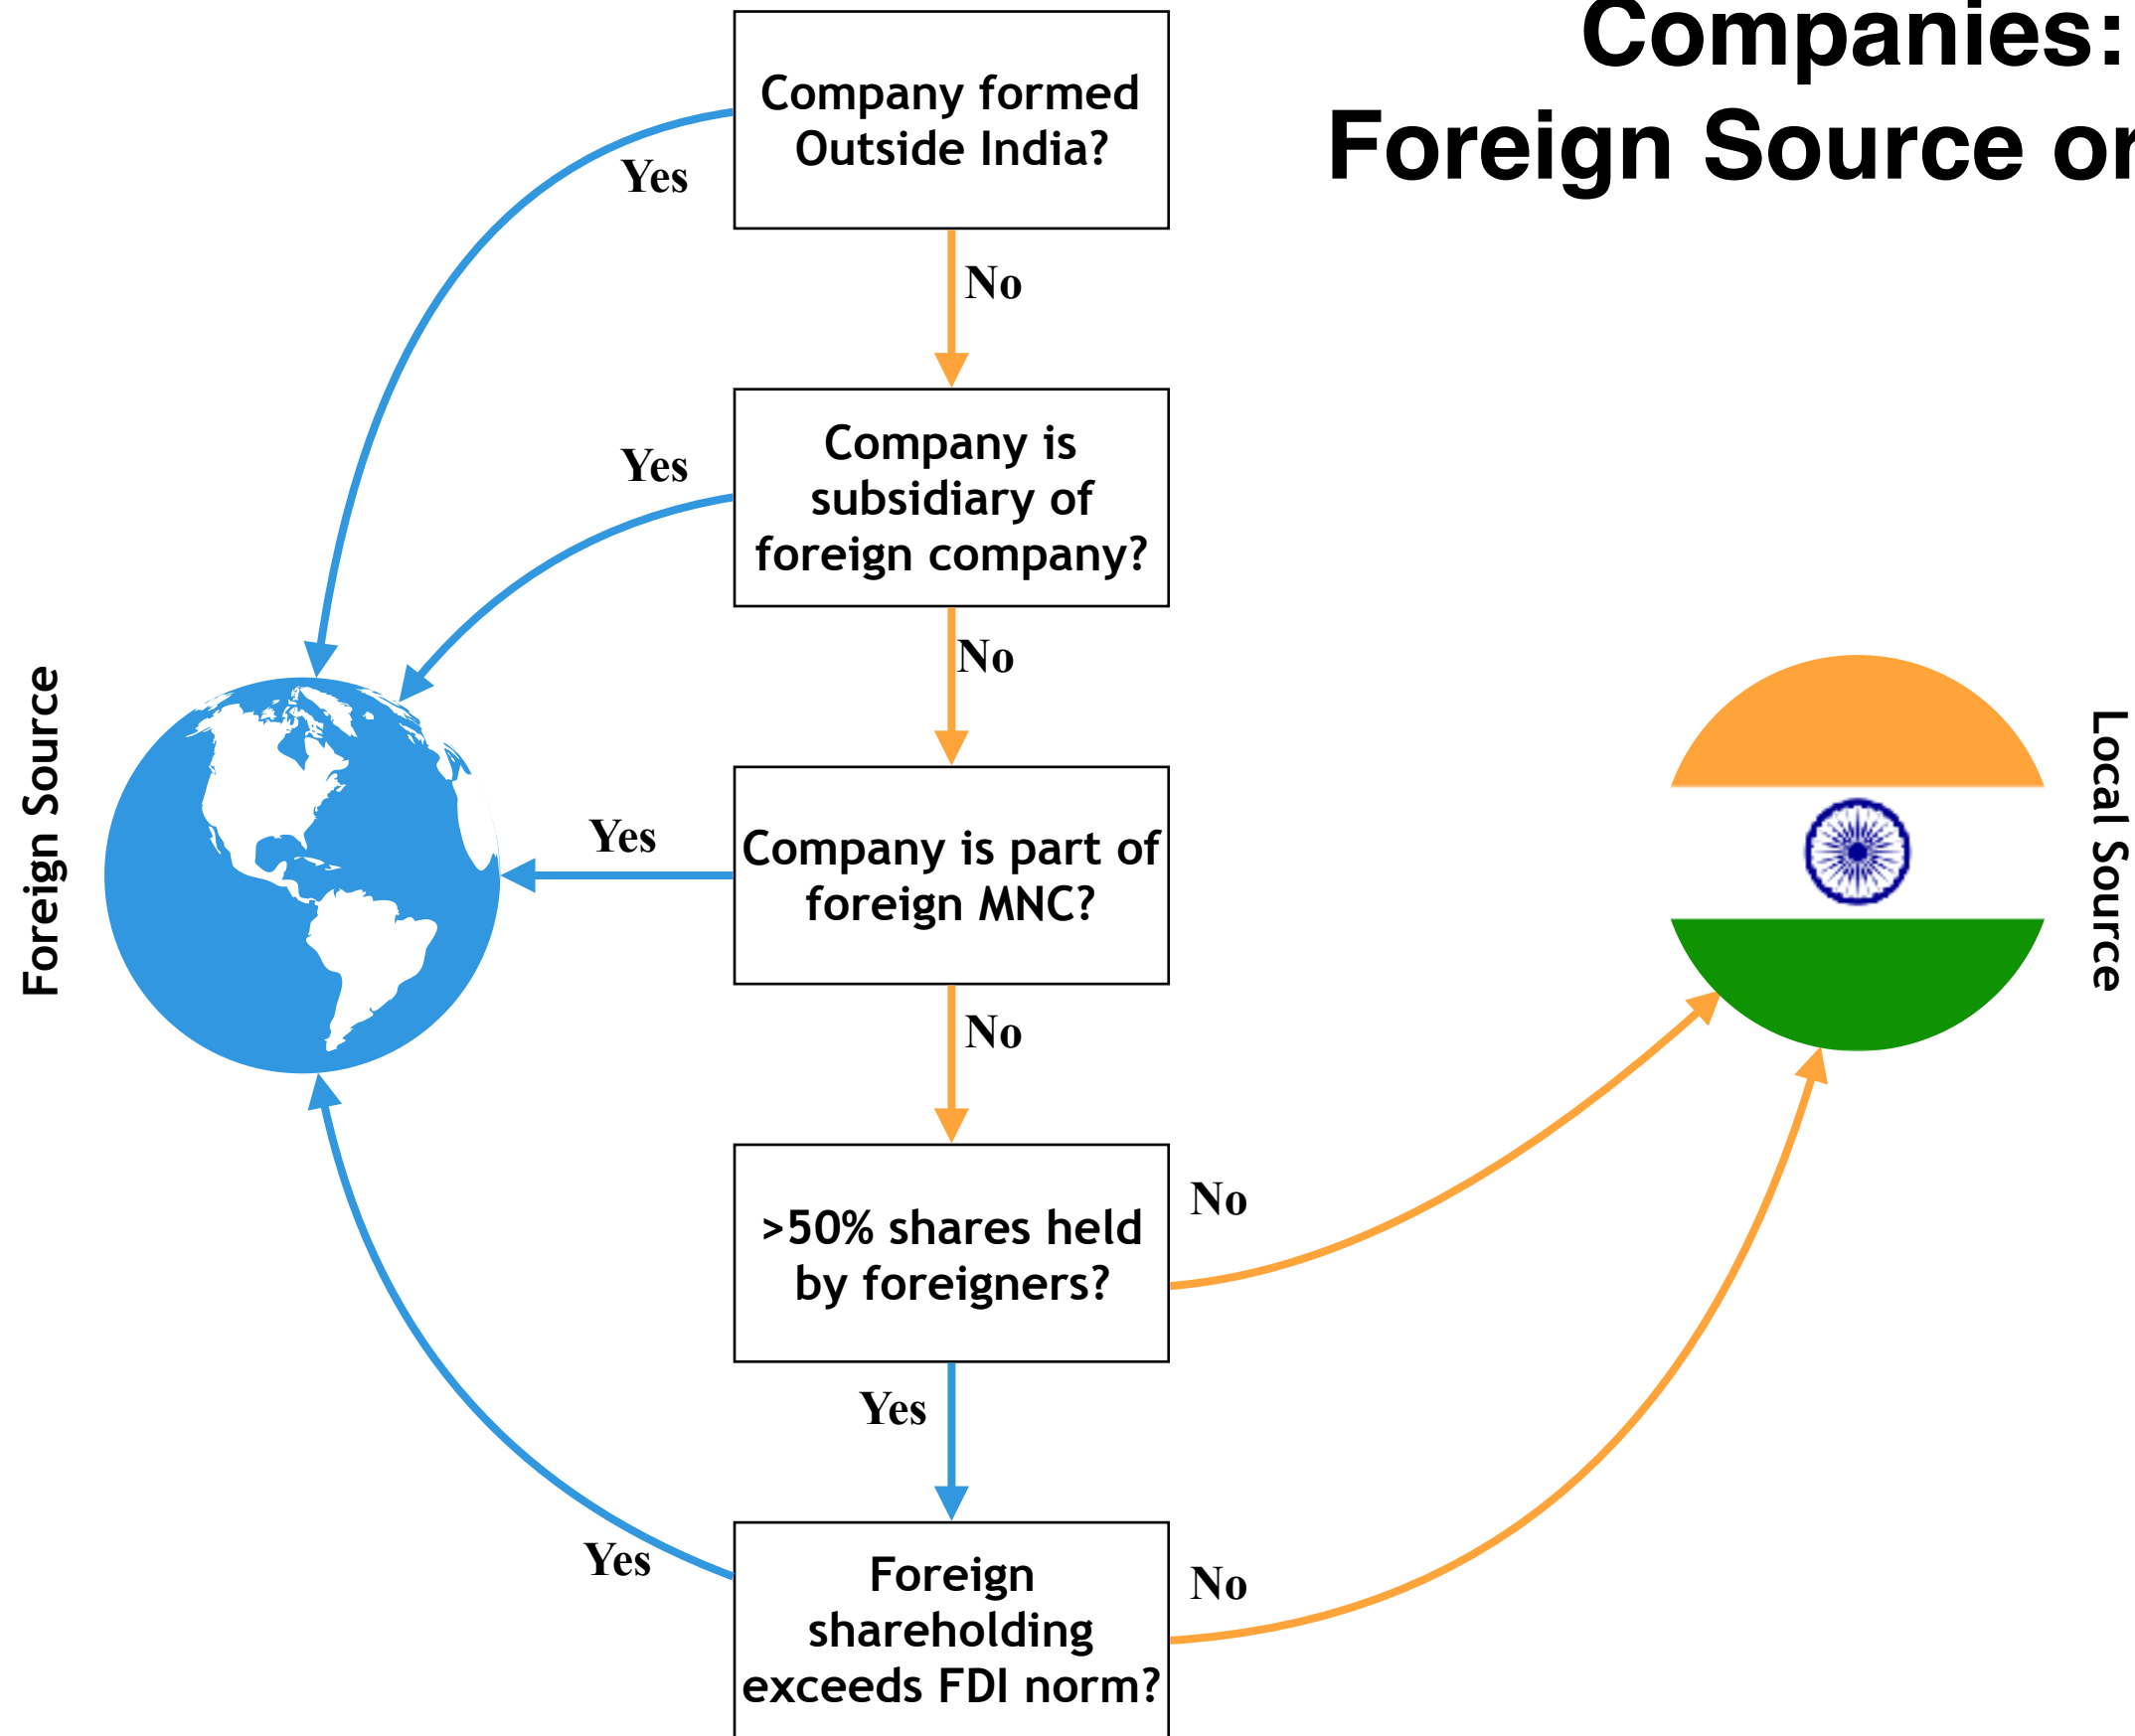 Companies:
Foreign Source or
Company formed
Outside India?
Yes
No
Company is
subsidiary of
foreign company?
Yes
No
Company is part of
foreign MNC?
Yes
No
>50% shares held
by foreigners?
No
Yes
Foreign
shareholding
exceeds FDI norm?
Yes
No
Foreign Source
Local Source